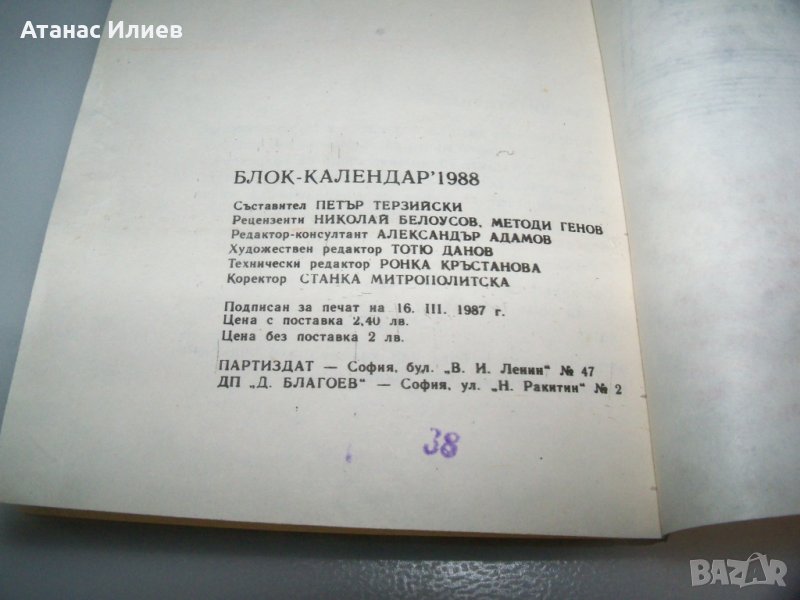 Атанас Илиев
БЛОК-КАЛЕНДАР'1988
Съставител ПЕТЪР ТЕРЗИЙСКИ
Рецензенти НИКОЛАЙ БЕЛОУСОВ, МЕТОДИ ГЕНОВ
Редактор-консултант АЛЕКСАНДЪР АДАМОВ
Художествен редактор ТОТЮ ДАНОВ
Технически редактор РОНКА КРЪСТАНОВА
Коректор СТАНКА МИТРОПОЛИТСКА
Подписан за печат на 16. III. 1987 г.
Цена с поставка 2,40 лв.
Цена без поставка 2 лв.
ПАРТИЗДАТ — София, бул. „В. И. Ленин" № 47
ДП „Д. БЛАГОЕВ" — София, ул. „Н. Ракитин" № 2
38
BAZAR